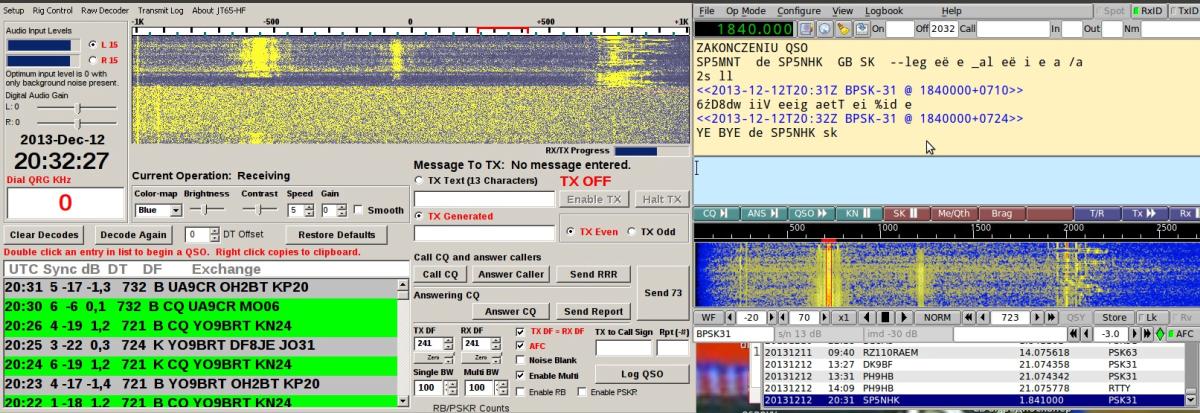 Setup Rig Control Raw Decoder Transmit Log About JT65-HF
Audio Input Levels
L 15
R 15
Optimum input level is 0 with
only background noise present.
Digital Audio Gain
L: 0
R: 0
2013-Dec-12
20:32:27
Dial QRG KHz
0
-1K -500 0 +500 +1K
RX/TX Progress
Current Operation: Receiving
Color-map Brightness Contrast Speed Gain
Blue 5 0 Smooth
Message To TX: No message entered.
TX Text (13 Characters) TX OFF
Enable TX Halt TX
TX Generated
TX Even TX Odd
Clear Decodes Decode Again 0 DT Offset Restore Defaults
Double click an entry in list to begin a QSO. Right click copies to clipboard.
UTC Sync dB DT DF Exchange
20:31 5 -17 -1,3 732 B UA9CR OH2BT KP20
20:30 6 -6 0,1 732 B CQ UA9CR MO06
20:26 4 -19 1,2 721 B CQ YO9BRT KN24
20:25 3 -22 0,3 724 K YO9BRT DF8JE JO31
20:24 6 -19 1,2 721 K CQ YO9BRT KN24
20:23 4 -17 -1,4 721 B YO9BRT OH2BT KP20
20:22 1 -18 1,2 721 B CQ YO9BRT KN24
Call CQ and answer callers
Call CQ Answer Caller Send RRR
Answering CQ
Answer CQ Send Report
Send 73
TX DF RX DF
241 241
Zero Zero
Single BW Multi BW
100 100
TX DF = RX DF
AFC
Noise Blank
Enable Multi
Enable RB Enable PSKR
TX to Call Sign Rpt (-#)
Log QSO
RB/PSKR Counts
File Op Mode Configure View Logbook Help Spot RxID TxID
1840.000 On Off 2032 Call In Out Nm
ZAKONCZENIU QSO
SP5MNT de SP5NHK GB SK --leg eë e _al eë i e a /a
2s ll
<<2013-12-12T20:31Z BPSK-31 @ 1840000+0710>>
6żD8dw iiV eeig aetT ei %id e
<<2013-12-12T20:32Z BPSK-31 @ 1840000+0724>>
YE BYE de SP5NHK sk
CQ ANS QSO KN SK Me/Qth Brag T/R Tx Rx
500 1000 1500 2000 2500
WF -20 70 x1 NORM 723 QSY Store Lk Rv
BPSK31 s/n 13 dB imd -30 dB -3.0 AFC
20131211 09:40 RZ110RAEM 14.075618 PSK63
20131212 13:27 DK9BF 21.074358 PSK31
20131212 13:31 PH9HB 21.074342 PSK31
20131212 14:09 PH9HB 21.075778 RTTY
20131212 20:31 SP5NHK 1.841000 PSK31